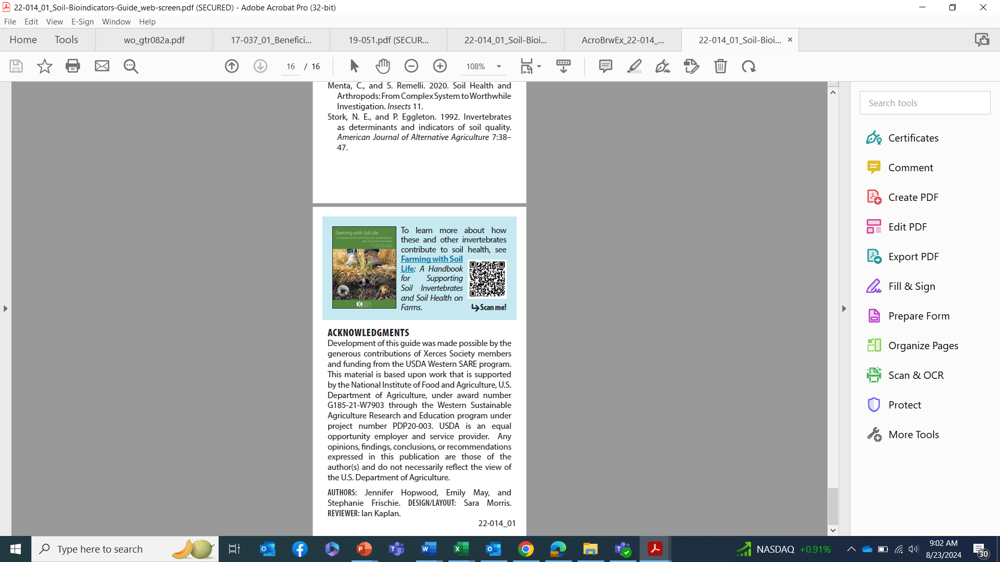 22-014_01_Soil-Bioindicators-Guide_web-screen.pdf (SECURED) - Adobe Acrobat Pro (32-bit)
File Edit View E-Sign Window Help
Home Tools wo_gtr082a.pdf 17-037_01_Benefici... 19-051.pdf (SECUR... 22-014_01_Soil-Bioi... AcroBrwEx_22-014_... 22-014_01_Soil-Bioi...
16 / 16 108%
Menta, C., and S. Remelli. 2020. Soil Health and
Arthropods: From Complex System to Worthwhile
Investigation. Insects 11.
Stork, N. E., and P. Eggleton. 1992. Invertebrates
as determinants and indicators of soil quality.
American Journal of Alternative Agriculture 7:38–
47.
Farming with Soil Life
A HANDBOOK FOR SUPPORTING SOIL INVERTEBRATES
AND SOIL HEALTH ON FARMS
XERCES
SOCIETY
To learn more about how
these and other invertebrates
contribute to soil health, see
Farming with Soil
Life: A Handbook
for Supporting
Soil Invertebrates
and Soil Health on
Farms.
Scan me!
ACKNOWLEDGMENTS
Development of this guide was made possible by the
generous contributions of Xerces Society members
and funding from the USDA Western SARE program.
This material is based upon work that is supported
by the National Institute of Food and Agriculture, U.S.
Department of Agriculture, under award number
G185-21-W7903 through the Western Sustainable
Agriculture Research and Education program under
project number PDP20-003. USDA is an equal
opportunity employer and service provider. Any
opinions, findings, conclusions, or recommendations
expressed in this publication are those of the
author(s) and do not necessarily reflect the view of
the U.S. Department of Agriculture.
AUTHORS: Jennifer Hopwood, Emily May, and
Stephanie Frischie. DESIGN/LAYOUT: Sara Morris.
REVIEWER: Ian Kaplan.
22-014_01
Search tools
Certificates
Comment
Create PDF
Edit PDF
Export PDF
Fill & Sign
Prepare Form
Organize Pages
Scan & OCR
Protect
More Tools
Type here to search
NASDAQ +0.91%
9:02 AM
8/23/2024
30